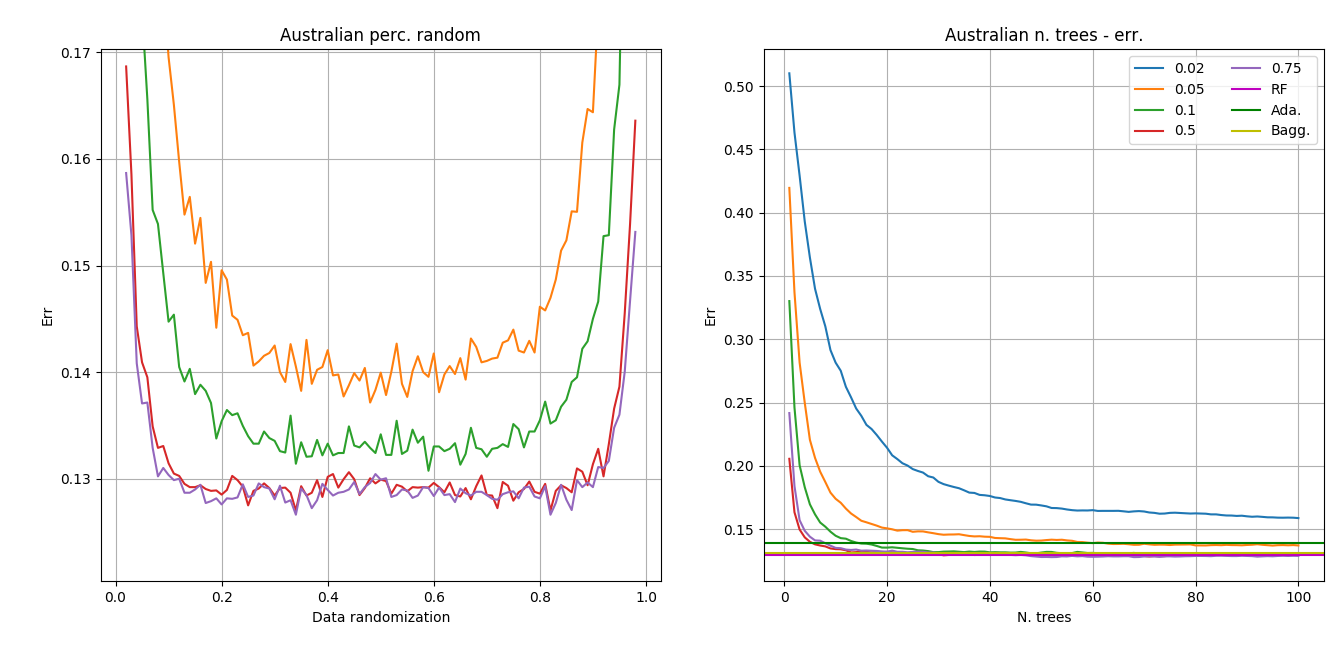 Australian perc. random
0.17
0.16
0.15
0.14
0.13
Err
0.0 0.2 0.4 0.6 0.8 1.0
Data randomization
Australian n. trees - err.
0.50
0.45
0.40
0.35
0.30
0.25
0.20
0.15
Err
0 20 40 60 80 100
N. trees
0.02 0.75
0.05 RF
0.1 Ada.
0.5 Bagg.